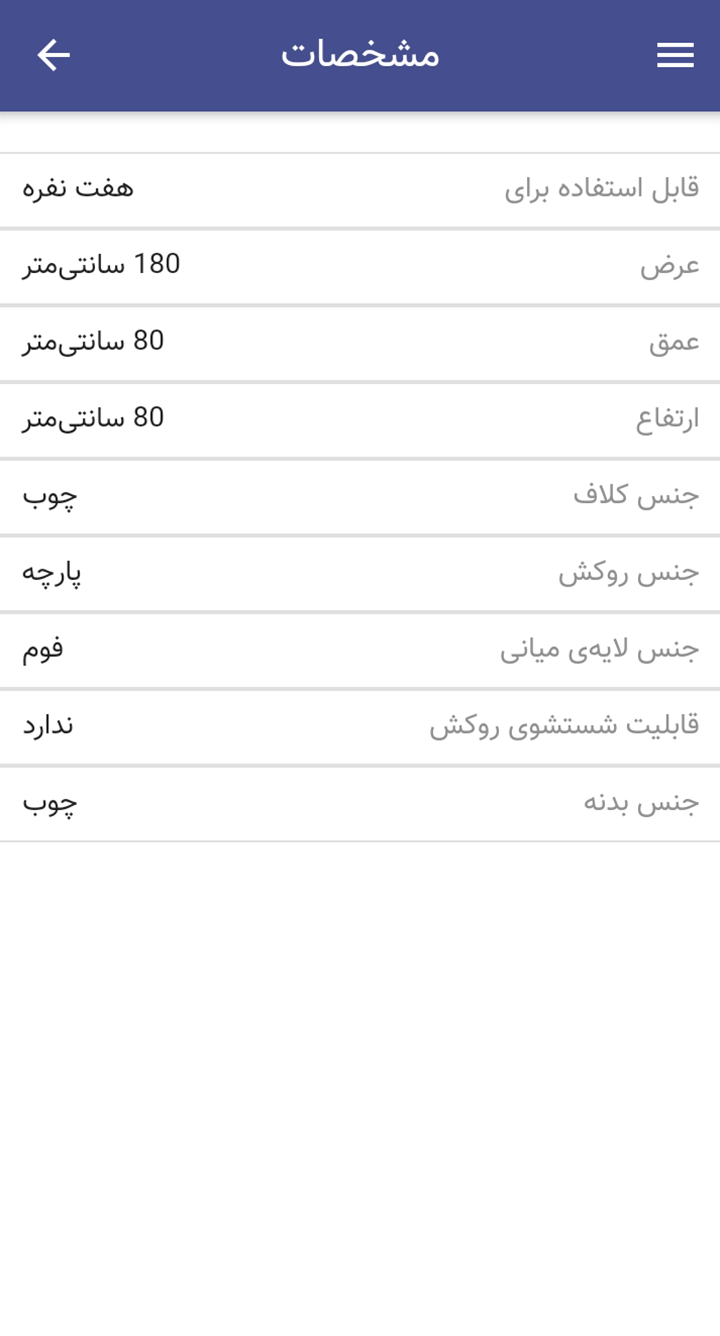 مشخصات
قابل استفاده برای هفت نفره
عرض 180 سانتی‌متر
عمق 80 سانتی‌متر
ارتفاع 80 سانتی‌متر
جنس کلاف چوب
جنس روکش پارچه
جنس لایه‌ی میانی فوم
قابلیت شستشوی روکش ندارد
جنس بدنه چوب